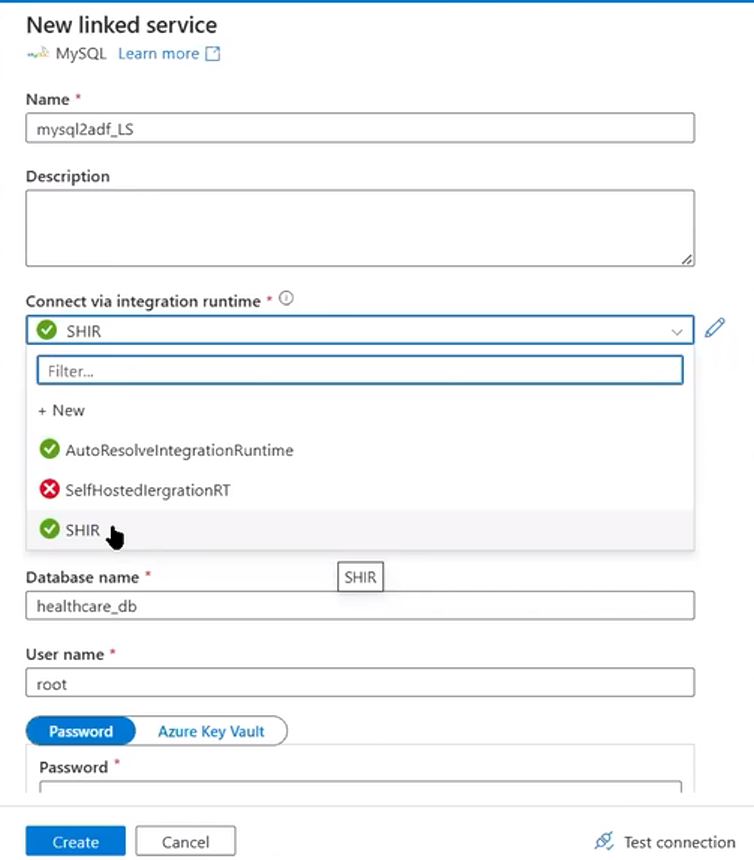 New linked service
MySQL Learn more
Name *
mysql2adf_LS
Description
Connect via integration runtime *
SHIR
Filter...
+ New
AutoResolveIntegrationRuntime
SelfHostedIergrationRT
SHIR
Database name *
SHIR
healthcare_db
User name *
root
Password Azure Key Vault
Password *
Create Cancel Test connection